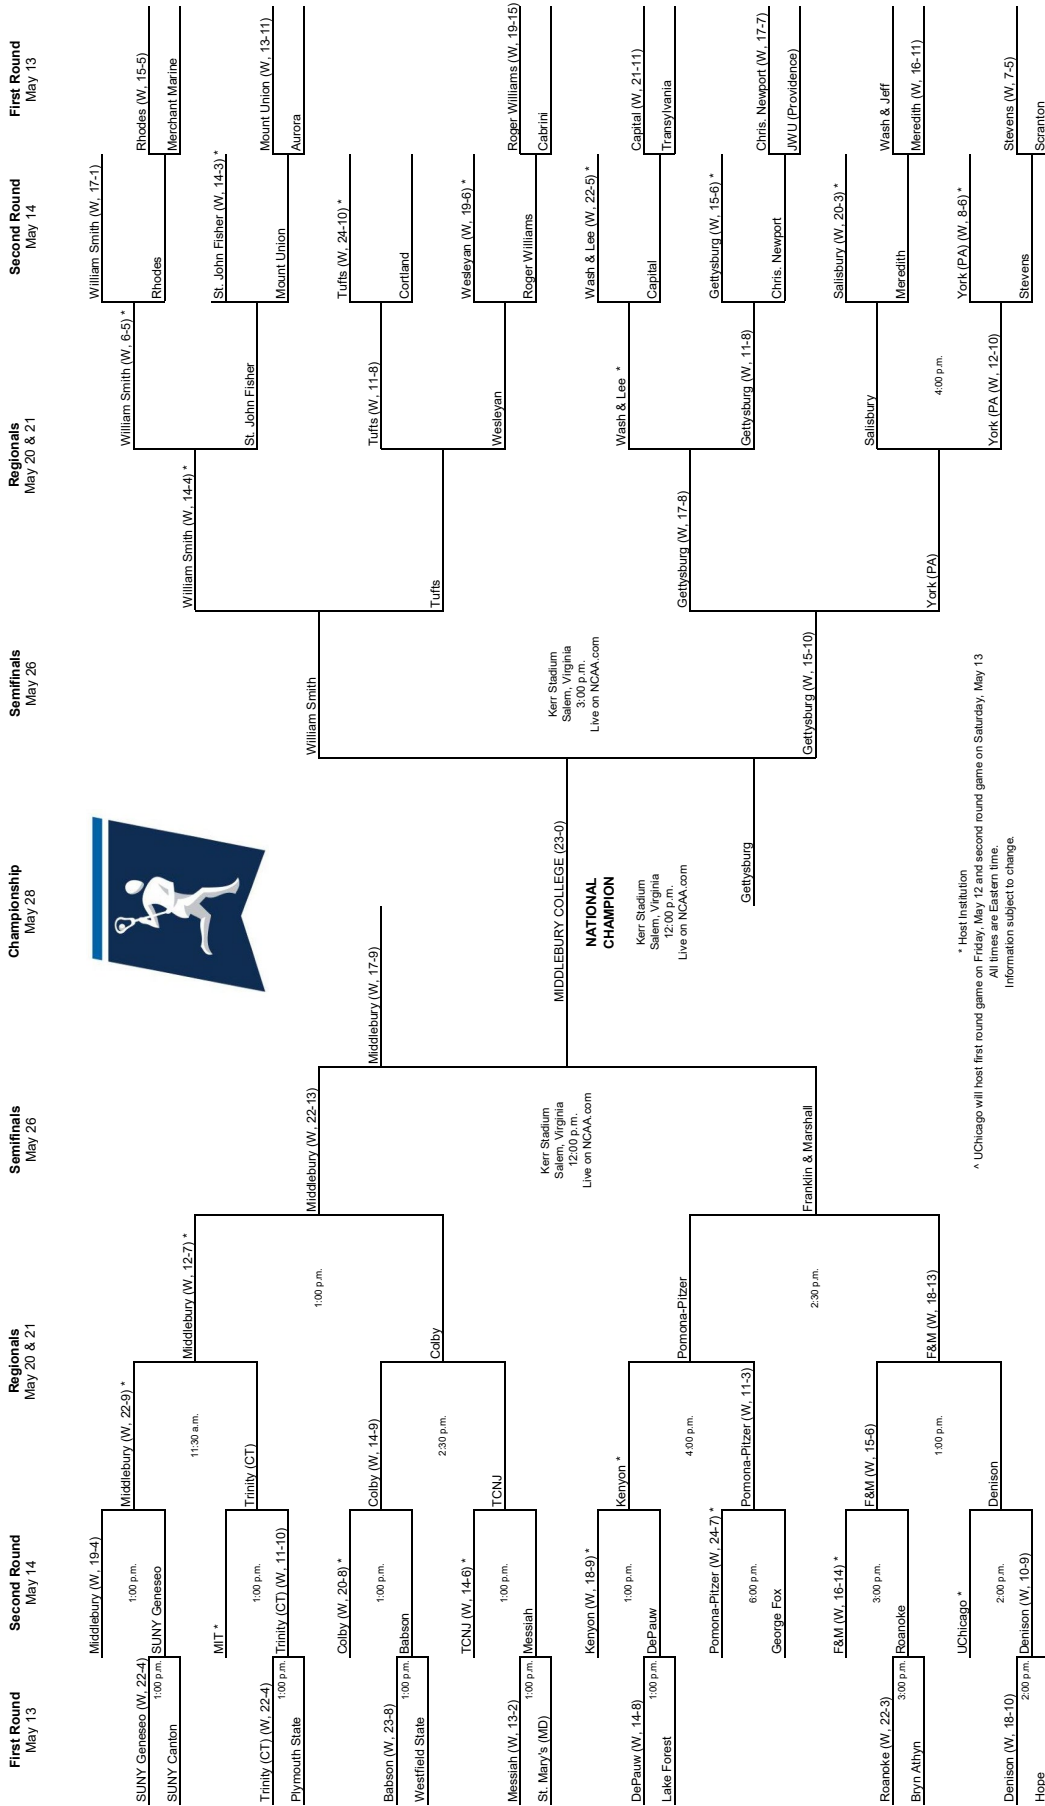 First Round
May 13
Second Round
May 14
Regionals
May 20 & 21
Semifinals
May 26
Championship
May 28
Semifinals
May 26
Regionals
May 20 & 21
Second Round
May 14
First Round
May 13
SUNY Geneseo (W, 22-4)
1:00 p.m.
SUNY Canton
Trinity (CT) (W, 22-4)
1:00 p.m.
Plymouth State
Babson (W, 23-8)
1:00 p.m.
Westfield State
Messiah (W, 13-2)
1:00 p.m.
St. Mary's (MD)
DePauw (W, 14-8)
1:00 p.m.
Lake Forest
Roanoke (W, 22-3)
3:00 p.m.
Bryn Athyn
Denison (W, 18-10)
2:00 p.m.
Hope
Middlebury (W, 19-4)
1:00 p.m.
SUNY Geneseo
MIT *
1:00 p.m.
Trinity (CT) (W, 11-10)
Colby (W, 20-8) *
1:00 p.m.
Babson
TCNJ (W, 14-6) *
1:00 p.m.
Messiah
Kenyon (W, 18-9) *
1:00 p.m.
DePauw
Pomona-Pitzer (W, 24-7) *
6:00 p.m.
George Fox
F&M (W, 16-14) *
3:00 p.m.
Roanoke
UChicago *
2:00 p.m.
Denison (W, 10-9)
Middlebury (W, 22-9) *
11:30 a.m.
Trinity (CT)
Colby (W, 14-9)
2:30 p.m.
TCNJ
Kenyon *
4:00 p.m.
Pomona-Pitzer (W, 11-3)
F&M (W, 15-6)
1:00 p.m.
Denison
Middlebury (W, 12-7) *
1:00 p.m.
Colby
Pomona-Pitzer
2:30 p.m.
F&M (W, 18-13)
Middlebury (W, 22-13)
Kerr Stadium
Salem, Virginia
12:00 p.m.
Live on NCAA.com
Franklin & Marshall
Middlebury (W, 17-9)
MIDDLEBURY COLLEGE (23-0)
NATIONAL
CHAMPION
Kerr Stadium
Salem, Virginia
12:00 p.m.
Live on NCAA.com
Gettysburg
William Smith
Kerr Stadium
Salem, Virginia
3:00 p.m.
Live on NCAA.com
Gettysburg (W, 15-10)
William Smith (W, 14-4) *
Tufts
Gettysburg (W, 17-8)
York (PA)
William Smith (W, 6-5) *
St. John Fisher
Tufts (W, 11-8)
Wesleyan
Wash & Lee *
Gettysburg (W, 11-8)
Salisbury
4:00 p.m.
York (PA (W, 12-10)
William Smith (W, 17-1)
Rhodes
St. John Fisher (W, 14-3) *
Mount Union
Tufts (W, 24-10) *
Cortland
Wesleyan (W, 19-6) *
Roger Williams
Wash & Lee (W, 22-5) *
Capital
Gettysburg (W, 15-6) *
Chris. Newport
Salisbury (W, 20-3) *
Meredith
York (PA) (W, 8-6) *
Stevens
Rhodes (W, 15-5)
Merchant Marine
Mount Union (W, 13-11)
Aurora
Roger Williams (W, 19-15)
Cabrini
Capital (W, 21-11)
Transylvania
Chris. Newport (W, 17-7)
JWU (Providence)
Wash & Jeff
Meredith (W, 16-11)
Stevens (W, 7-5)
Scranton
* Host Institution
^ UChicago will host first round game on Friday, May 12 and second round game on Saturday, May 13
All times are Eastern time.
Information subject to change.